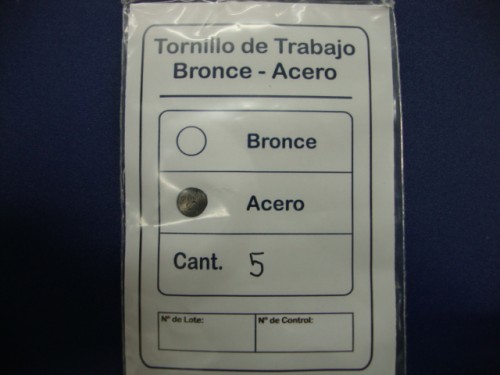 Tornillo de Trabajo
Bronce - Acero
Bronce
Acero
Cant. 5
Nº de Lote:
Nº de Control: